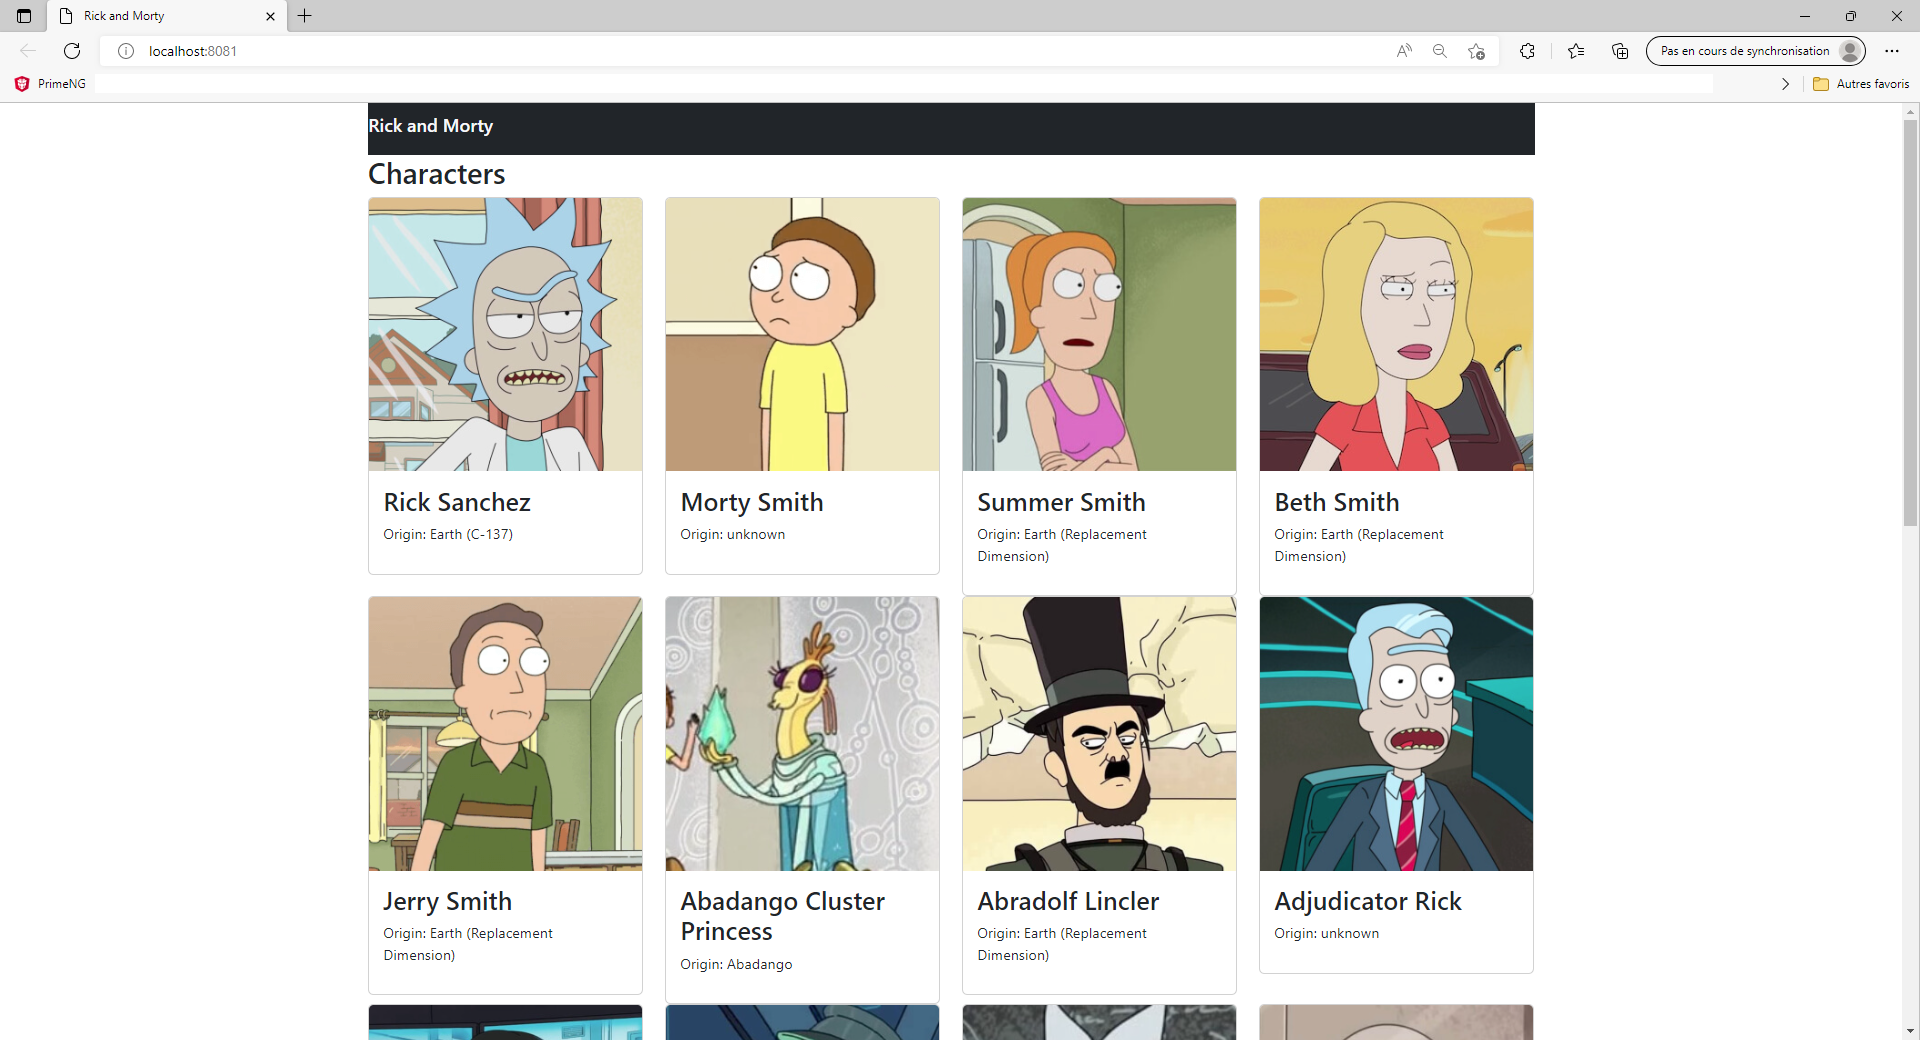 Rick and Morty
localhost:8081
Pas en cours de synchronisation
PrimeNG
Autres favoris
Rick and Morty
Characters
Rick Sanchez
Origin: Earth (C-137)
Morty Smith
Origin: unknown
Summer Smith
Origin: Earth (Replacement
Dimension)
Beth Smith
Origin: Earth (Replacement
Dimension)
Jerry Smith
Origin: Earth (Replacement
Dimension)
Abadango Cluster
Princess
Origin: Abadango
Abradolf Lincler
Origin: Earth (Replacement
Dimension)
Adjudicator Rick
Origin: unknown